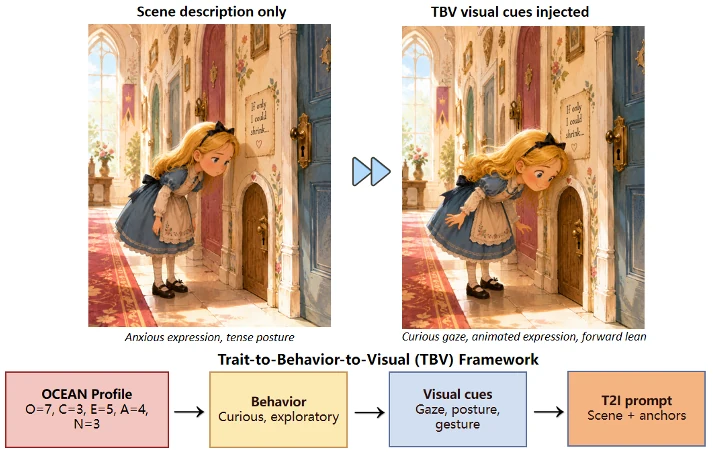 Scene description only
TBV visual cues injected
If only
I could
shrink...
If only
I could
shrink...
Anxious expression, tense posture
Curious gaze, animated expression, forward lean
Trait-to-Behavior-to-Visual (TBV) Framework
OCEAN Profile
O=7, C=3, E=5, A=4,
N=3
Behavior
Curious, exploratory
Visual cues
Gaze, posture,
gesture
T2I prompt
Scene + anchors